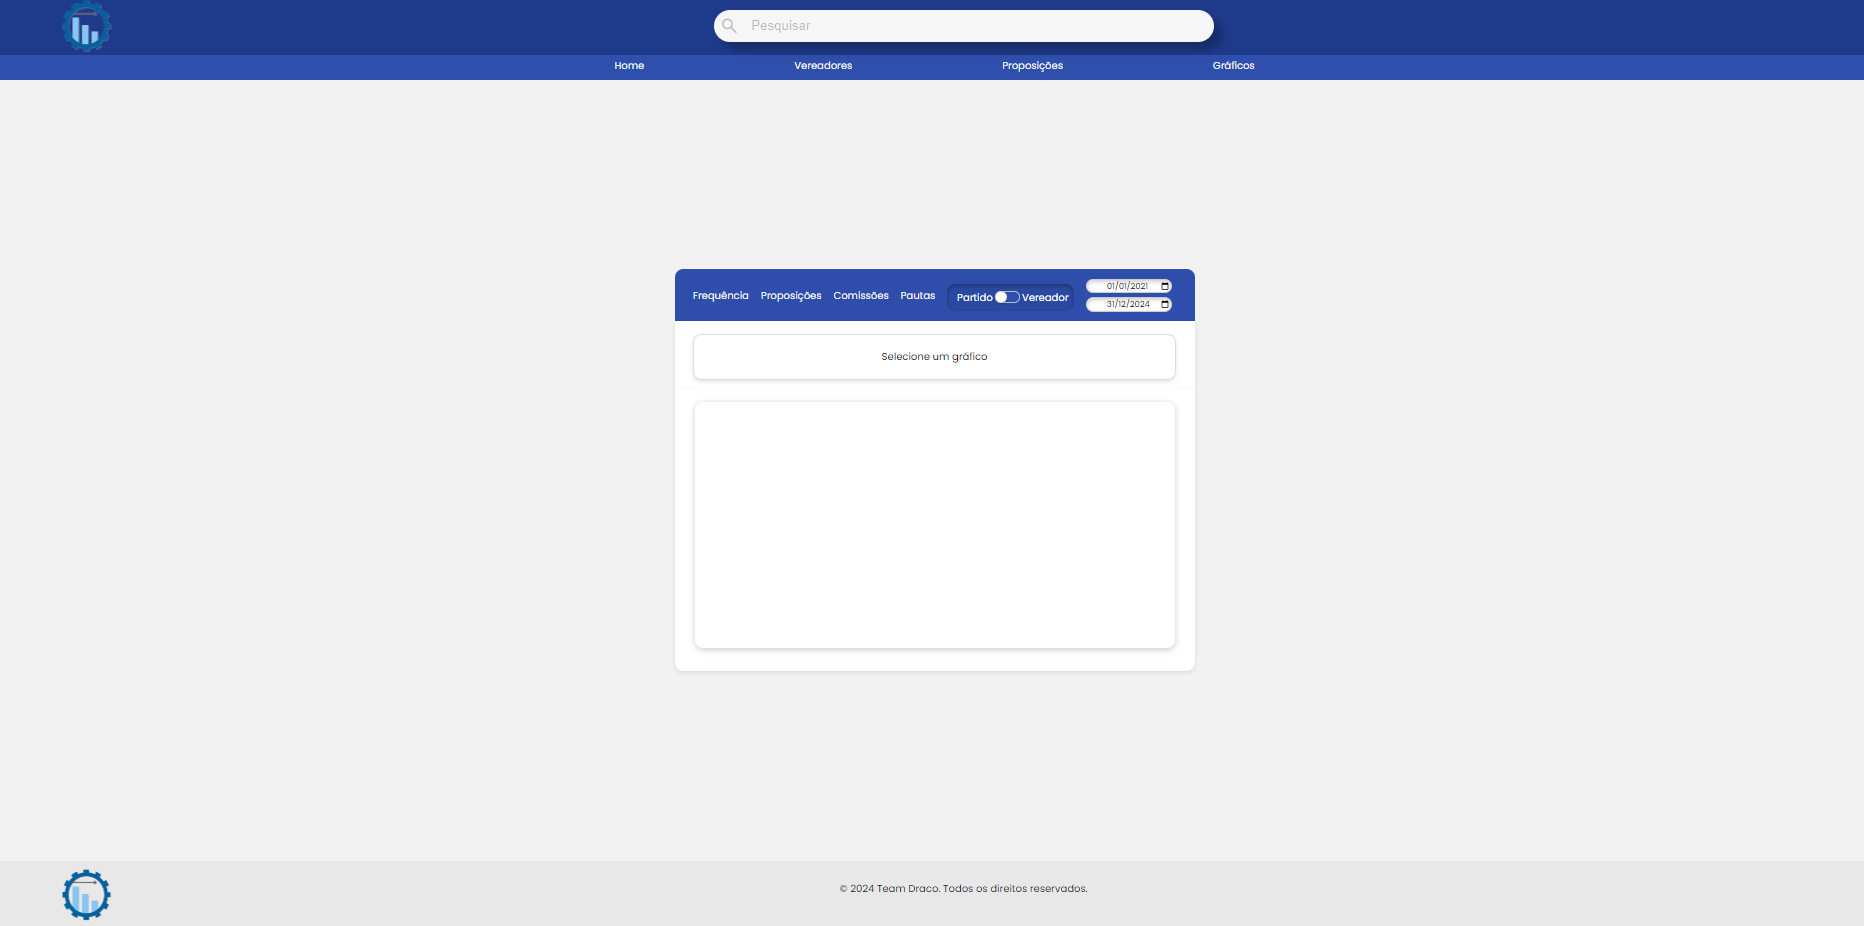 Pesquisar
Home Vereadores Proposições Gráficos
Frequência Proposições Comissões Pautas Partido Vereador
01/01/2021
31/12/2024
Selecione um gráfico
© 2024 Team Draco. Todos os direitos reservados.